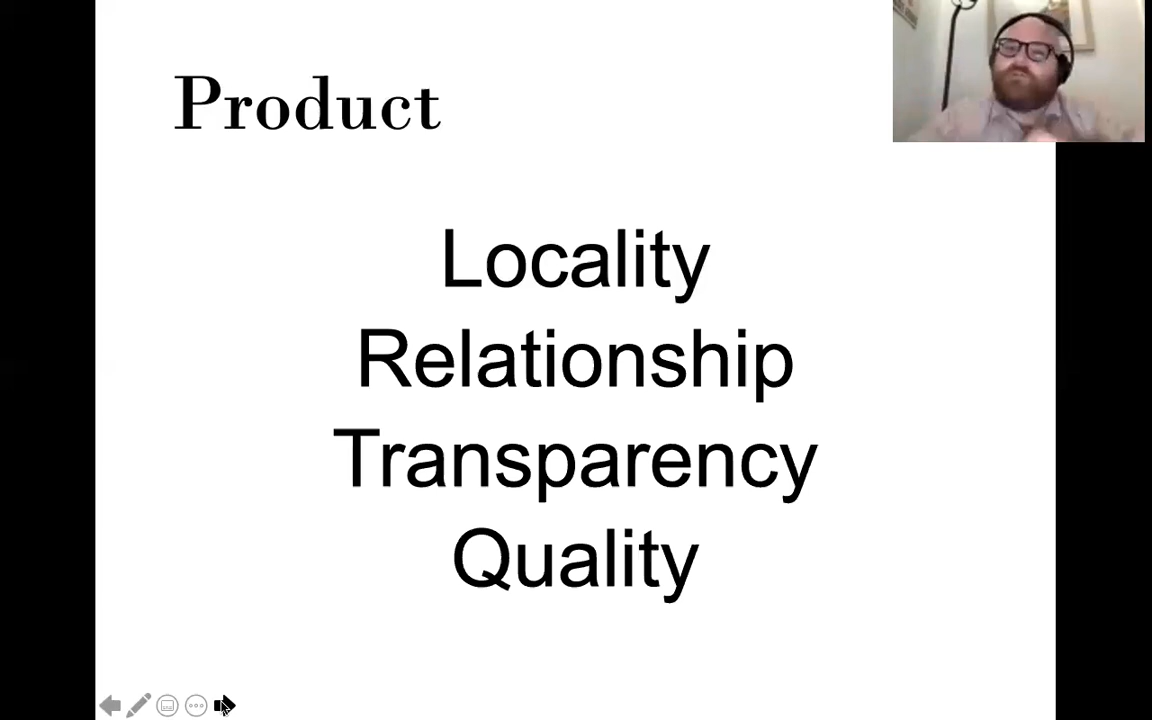 Product
Locality
Relationship
Transparency
Quality